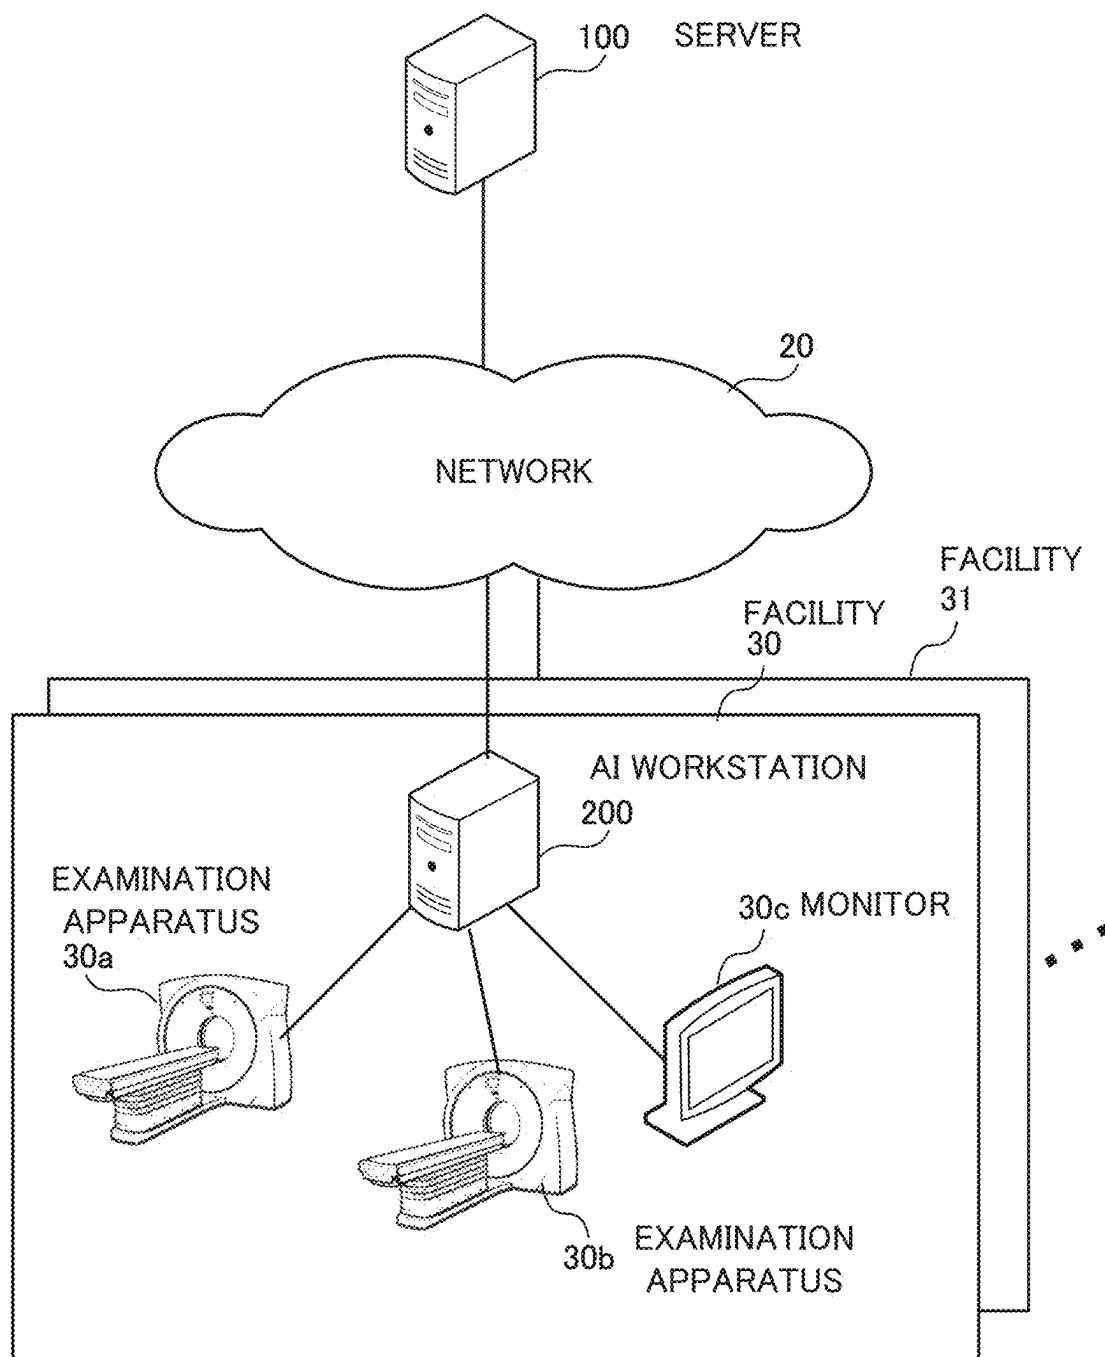 100 SERVER
20
NETWORK
FACILITY
31
FACILITY
30
AI WORKSTATION
200
EXAMINATION
APPARATUS
30a
30c MONITOR
30b
EXAMINATION
APPARATUS